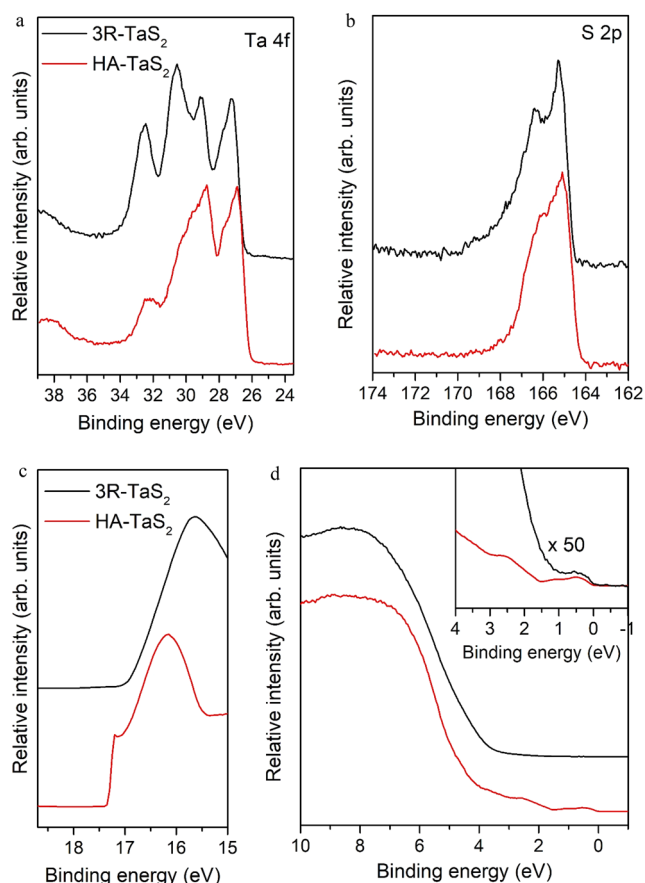 a
3R-TaS₂
HA-TaS₂
Ta 4f
Relative intensity (arb. units)
38 36 34 32 30 28 26 24
Binding energy (eV)
b
S 2p
Relative intensity (arb. units)
174 172 170 168 166 164 162
Binding energy (eV)
c
3R-TaS₂
HA-TaS₂
Relative intensity (arb. units)
18 17 16 15
Binding energy (eV)
d
x 50
4 3 2 1 0 -1
Binding energy (eV)
Relative intensity (arb. units)
10 8 6 4 2 0
Binding energy (eV)